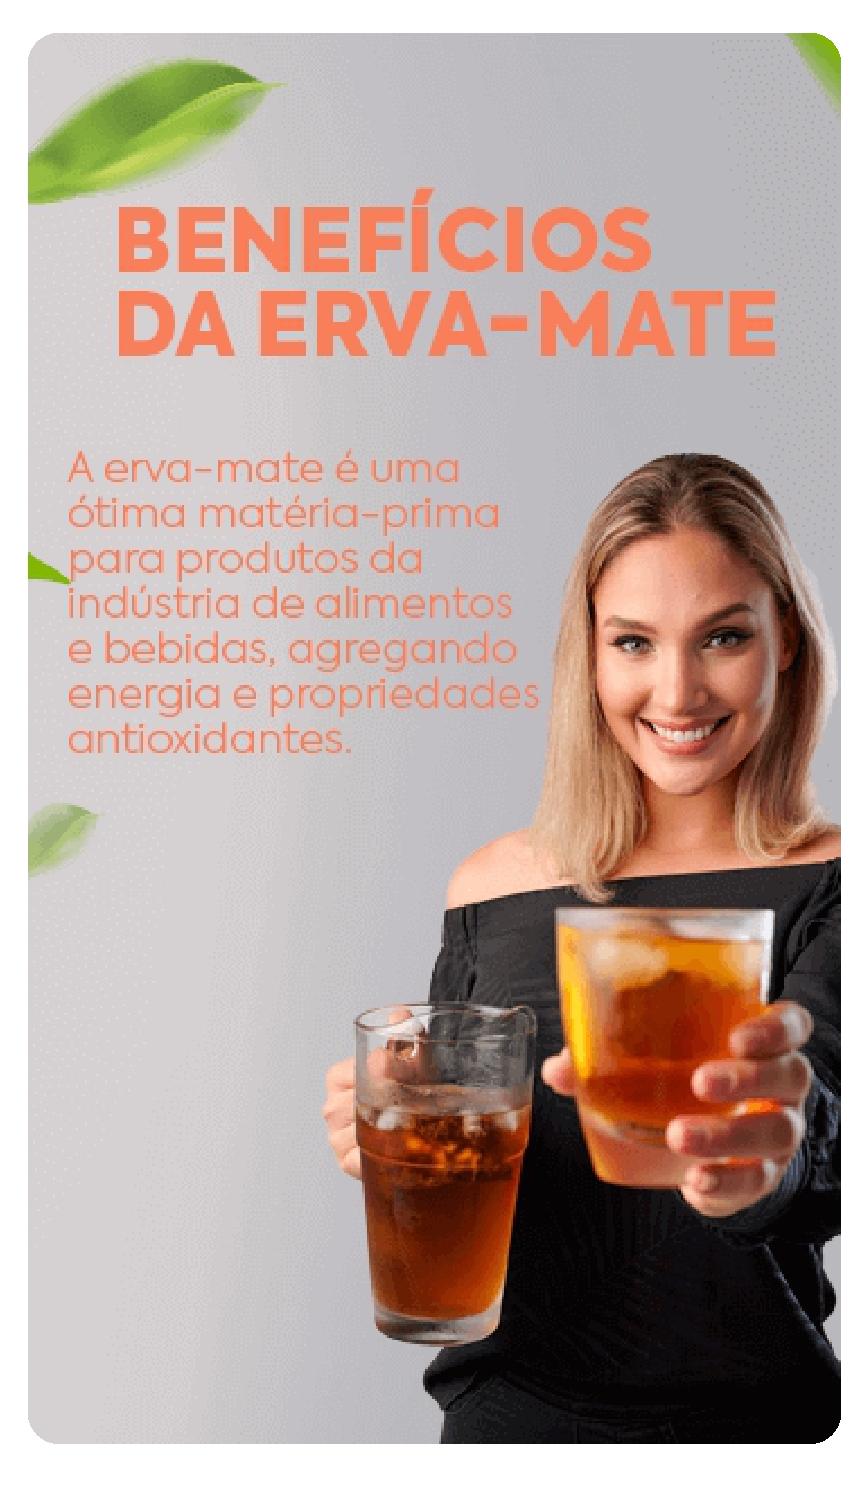 BENEFÍCIOS
DA ERVA-MATE
A erva-mate é uma
ótima matéria-prima
para produtos da
indústria de alimentos
e bebidas, agregando
energia e propriedades
antioxidantes.